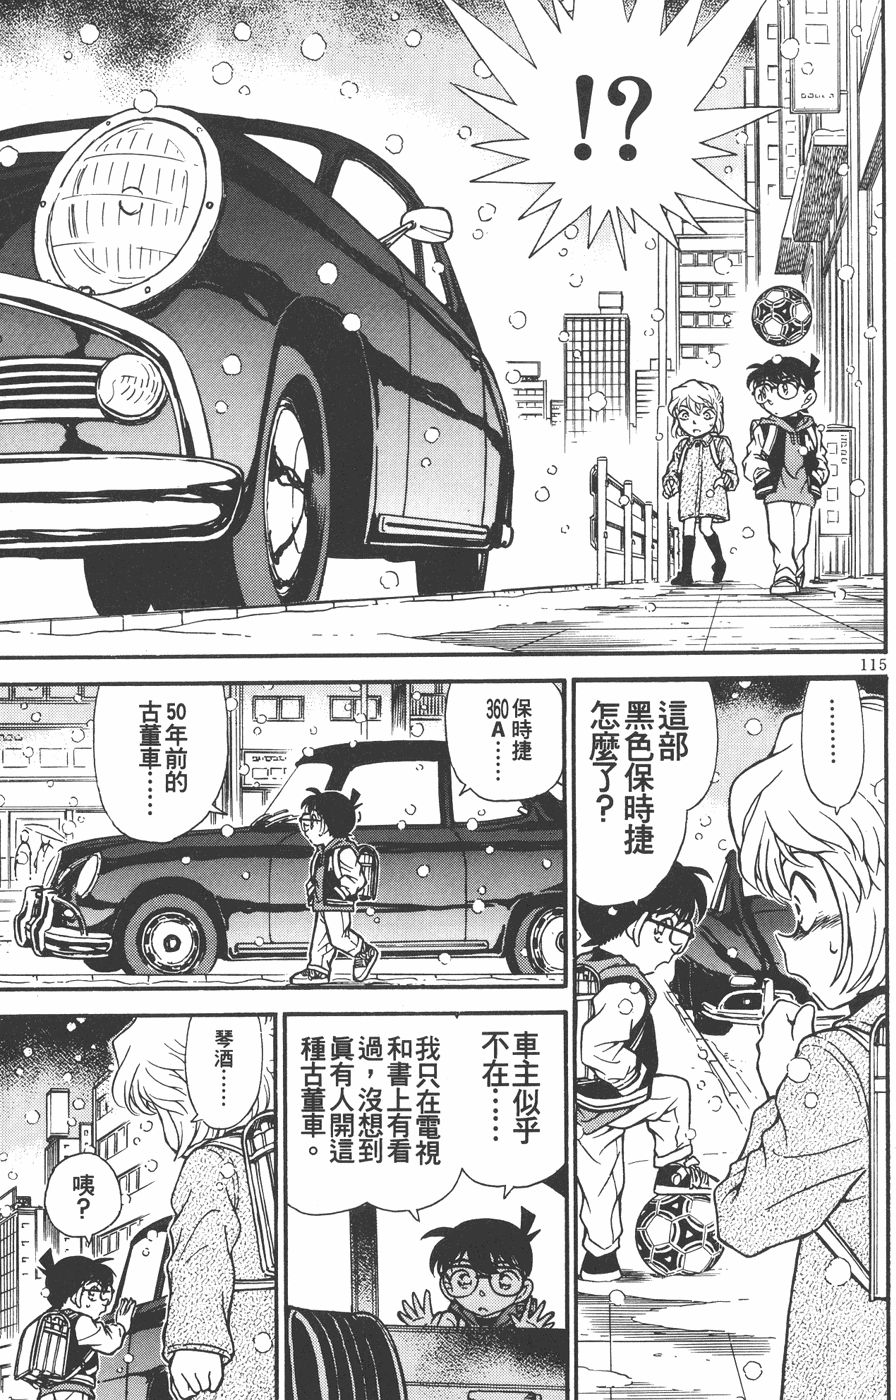 !?
115
…………
這部
黑色保時捷
怎麼了?
保時捷
360A……
50年前的
古董車……
車主似乎
不在……
我只在電視
和書上有看
過,沒想到
眞有人開這
種古董車。
琴酒……
咦?